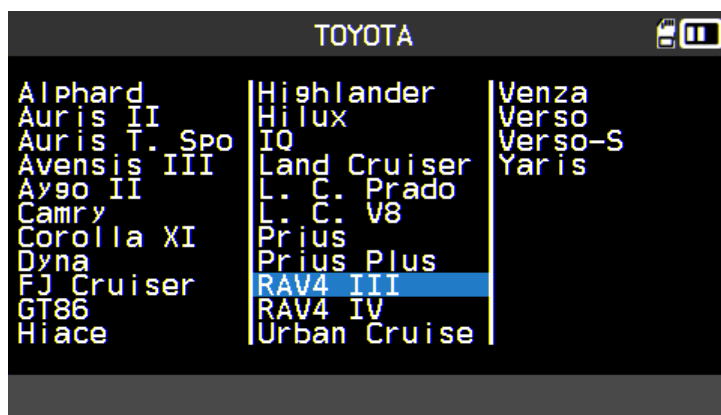 TOYOTA
Alphard
Auris II
Auris T. Spo
Avensis III
Aygo II
Camry
Corolla XI
Dyna
FJ Cruiser
GT86
Hiace
Highlander
Hilux
IQ
Land Cruiser
L. C. Prado
L. C. V8
Prius
Prius Plus
RAV4 III
RAV4 IV
Urban Cruise
Venza
Verso
Verso-S
Yaris